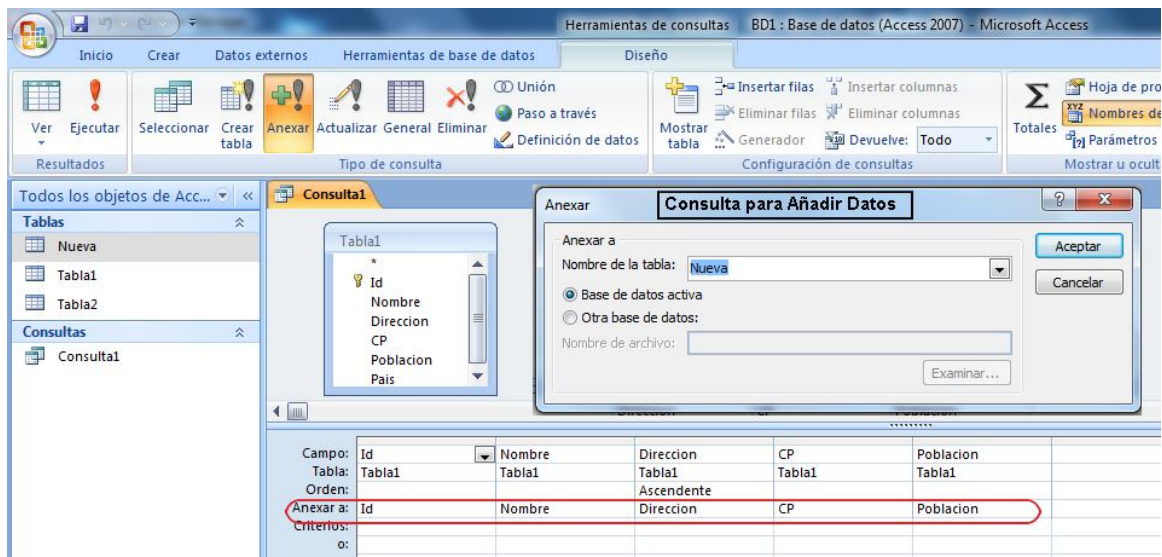 Herramientas de consultas BD1 : Base de datos (Access 2007) - Microsoft Access
Inicio Crear Datos externos Herramientas de base de datos Diseño
Ver Ejecutar Seleccionar Crear tabla Anexar Actualizar General Eliminar
Unión
Paso a través
Definición de datos
Mostrar tabla
Insertar filas
Eliminar filas
Generador
Insertar columnas
Eliminar columnas
Devuelve: Todo
Σ Totales
Hoja de pro
XYZ Nombres de
[?] Parámetros
Resultados Tipo de consulta Configuración de consultas Mostrar u ocult
Todos los objetos de Acc... «
Tablas
Nueva
Tabla1
Tabla2
Consultas
Consulta1
Consulta1
Tabla1
*
Id
Nombre
Direccion
CP
Poblacion
Pais
Anexar Consulta para Añadir Datos ? X
Anexar a
Nombre de la tabla: Nueva
Base de datos activa
Otra base de datos:
Nombre de archivo:
Examinar...
Aceptar
Cancelar
Campo: Id Nombre Direccion CP Poblacion
Tabla: Tabla1 Tabla1 Tabla1 Tabla1 Tabla1
Orden: Ascendente
Anexar a: Id Nombre Direccion CP Poblacion
Criterios:
o: